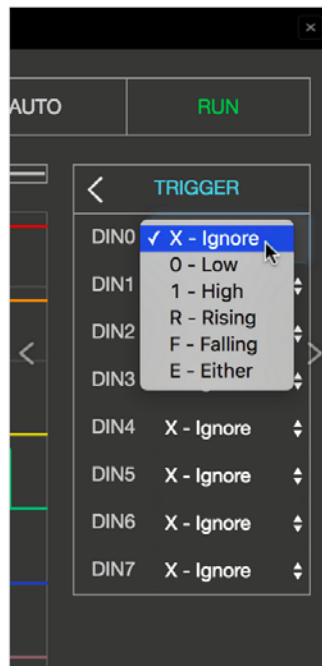 AUTO RUN
TRIGGER
DIN0 ✓ X - Ignore
0 - Low
DIN1 1 - High
R - Rising
DIN2 F - Falling
E - Either
DIN3
DIN4 X - Ignore
DIN5 X - Ignore
DIN6 X - Ignore
DIN7 X - Ignore